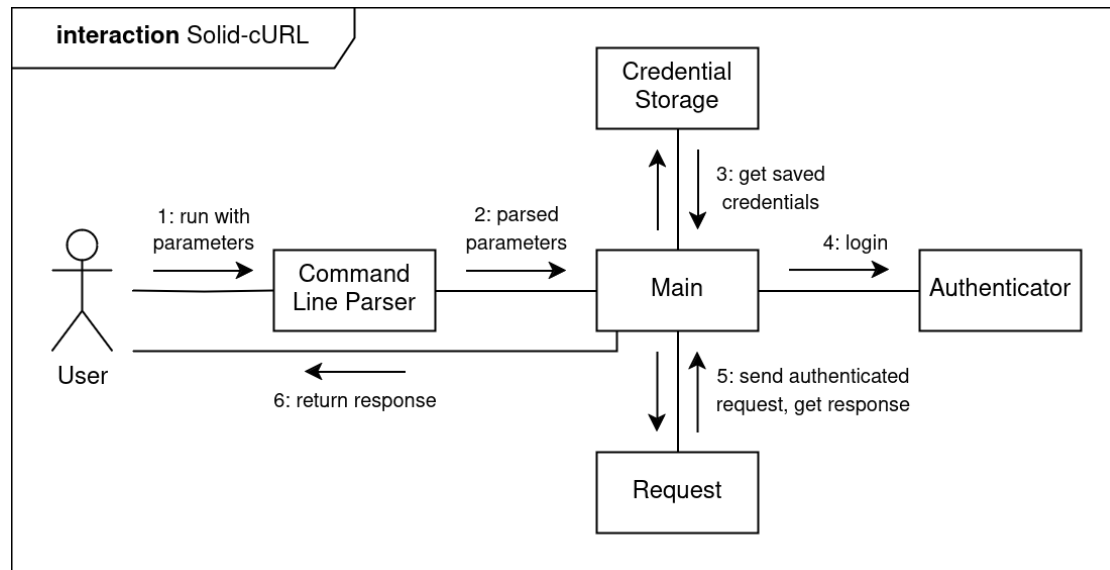 interaction Solid-cURL
Credential
Storage
3: get saved
credentials
1: run with
parameters
2: parsed
parameters
4: login
Command
Line Parser
Main
Authenticator
User
6: return response
5: send authenticated
request, get response
Request